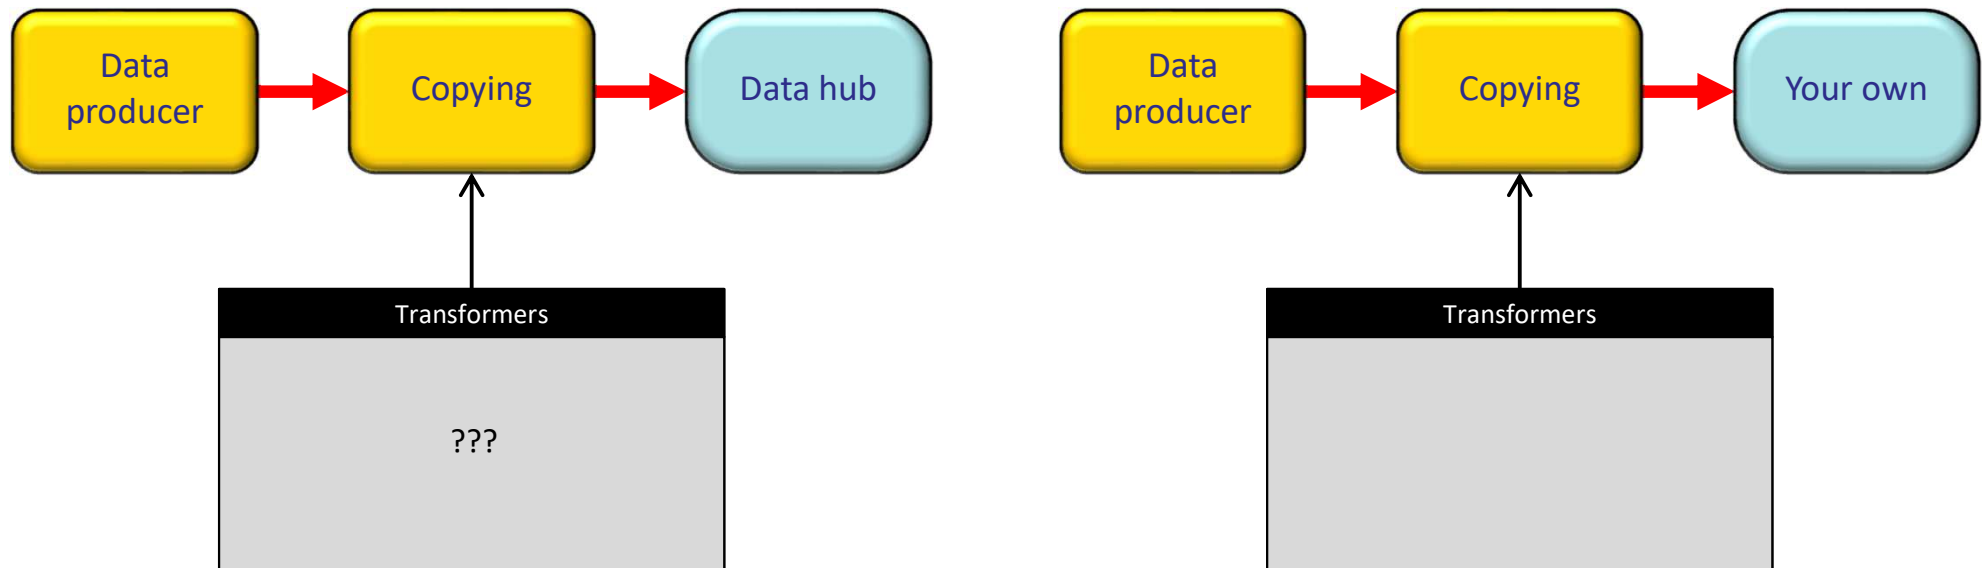 Data
producer
Copying
Data hub
Transformers
???
Data
producer
Copying
Your own
Transformers